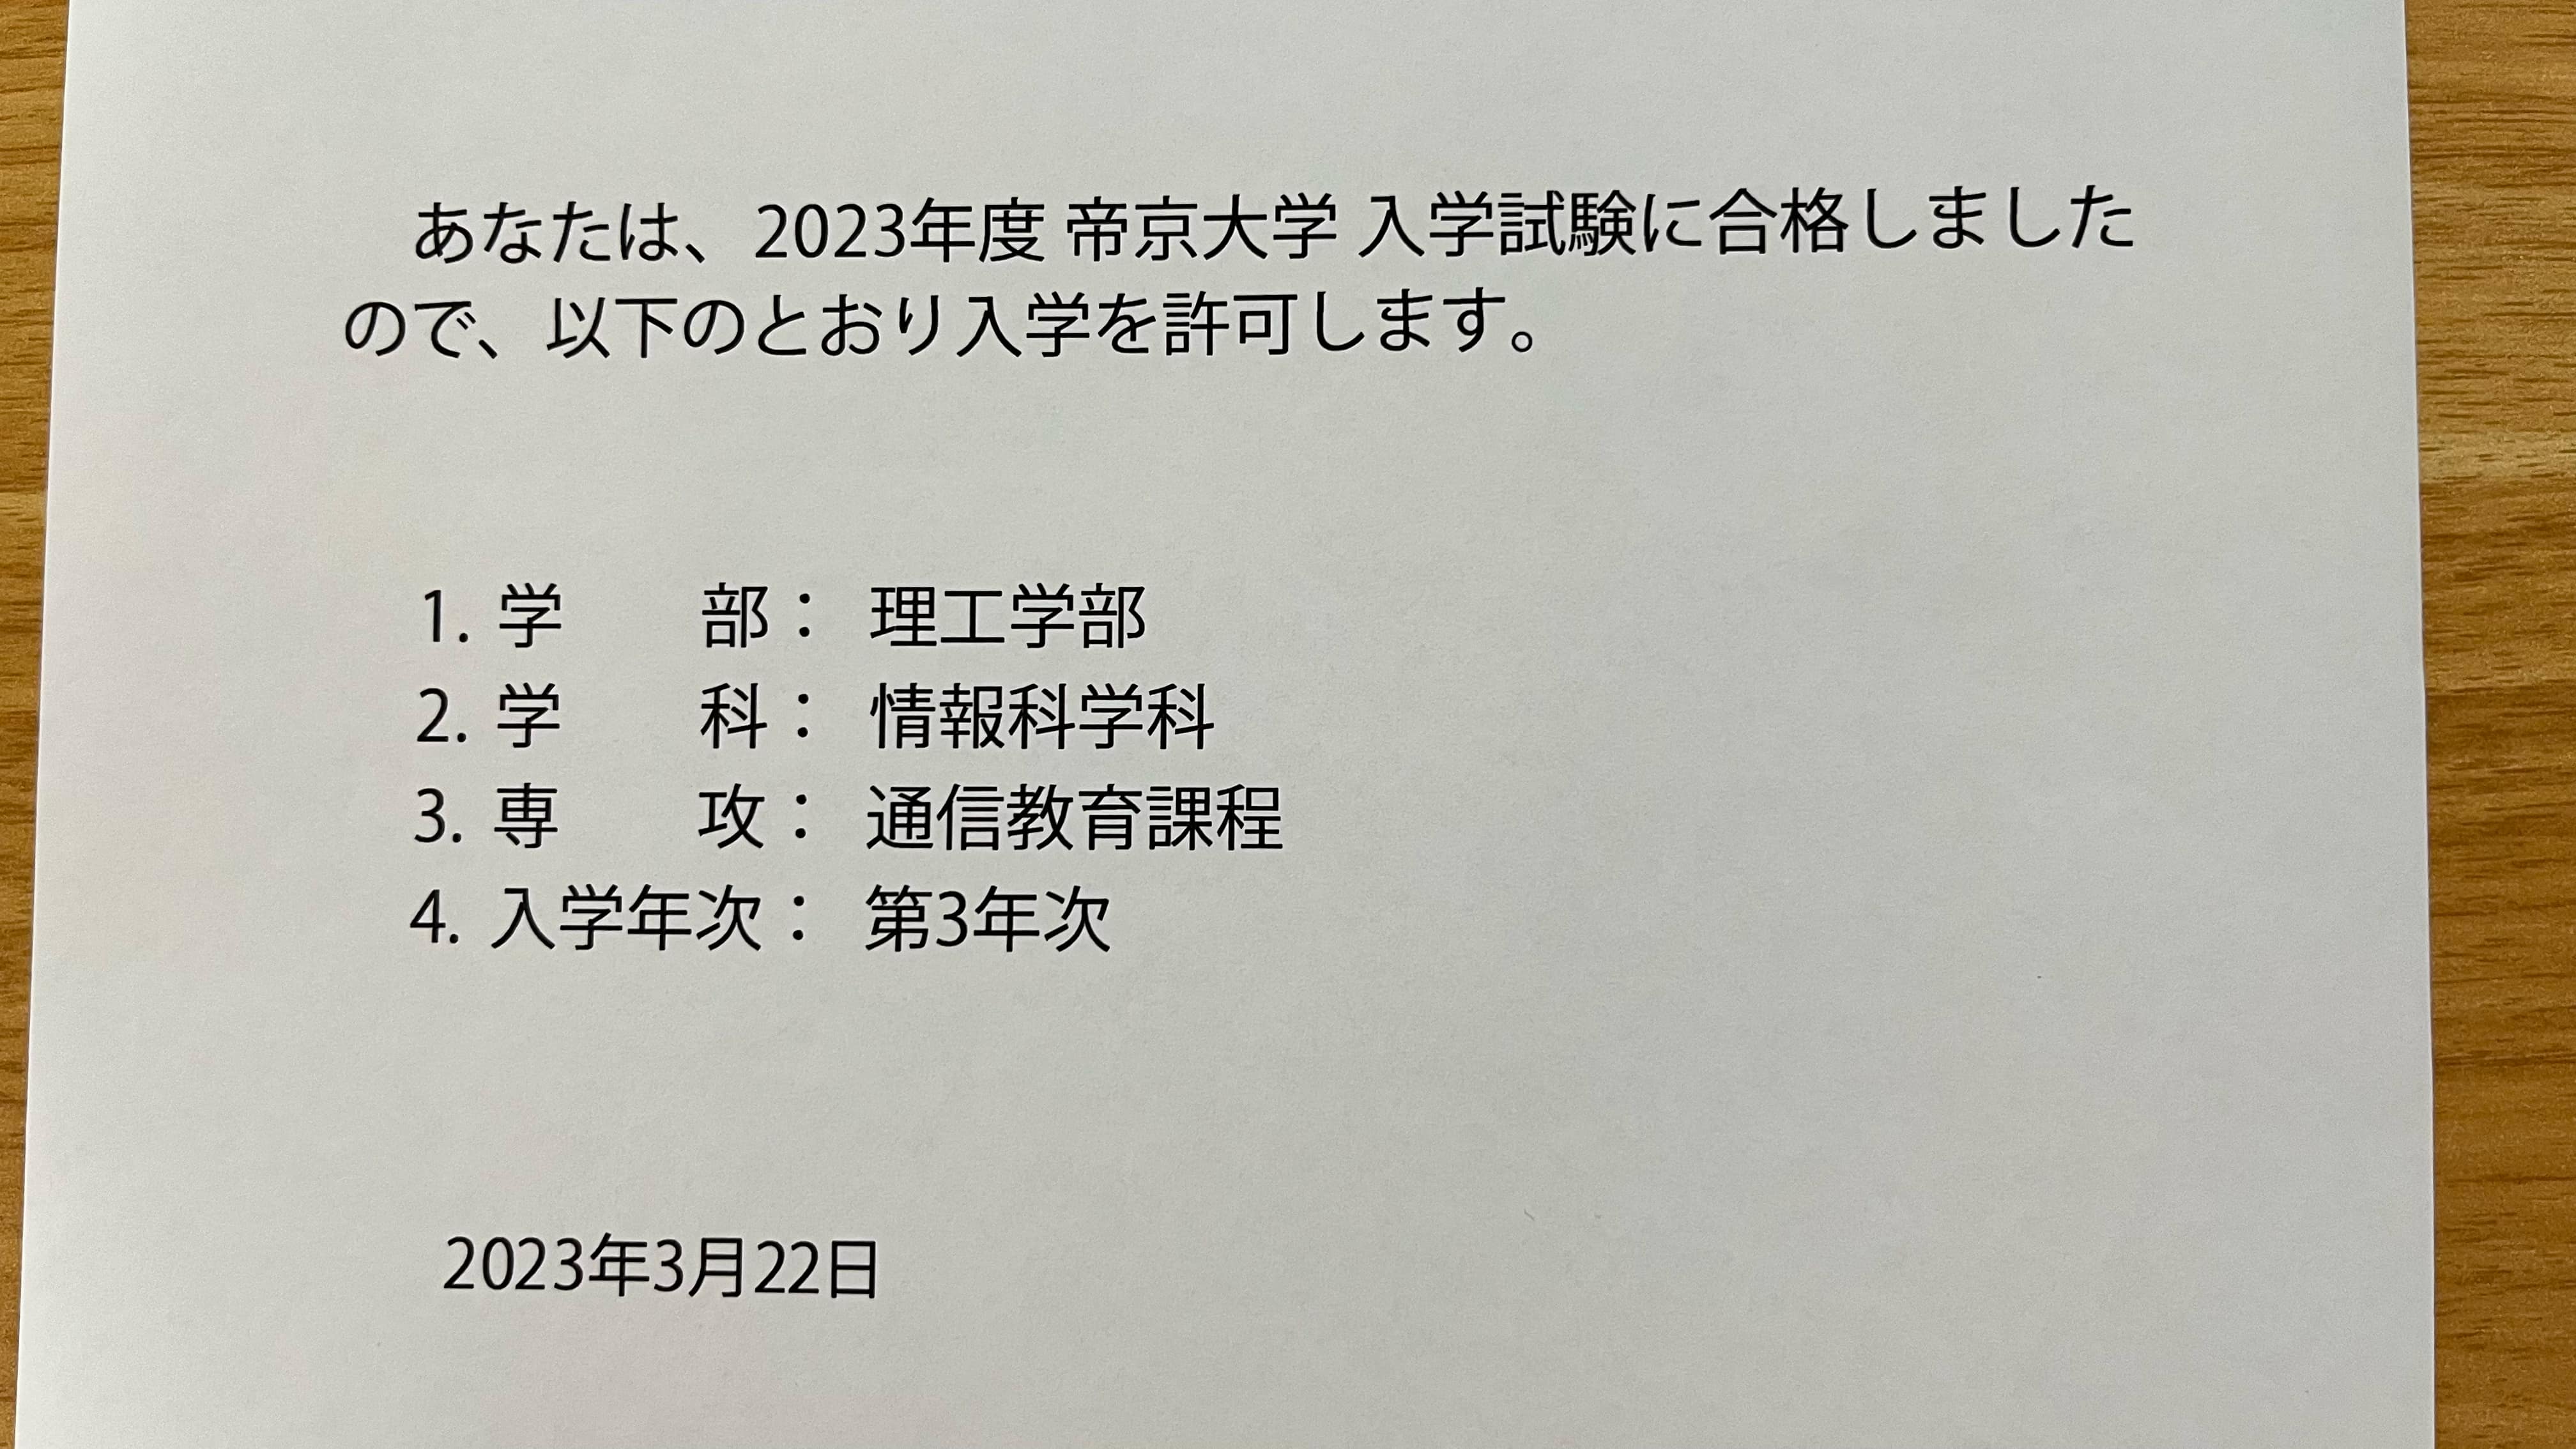 あなたは、2023年度 帝京大学 入学試験に合格しました
ので、以下のとおり入学を許可します。
1. 学　　部： 理工学部
2. 学　　科： 情報科学科
3. 専　　攻： 通信教育課程
4. 入学年次： 第3年次
2023年3月22日